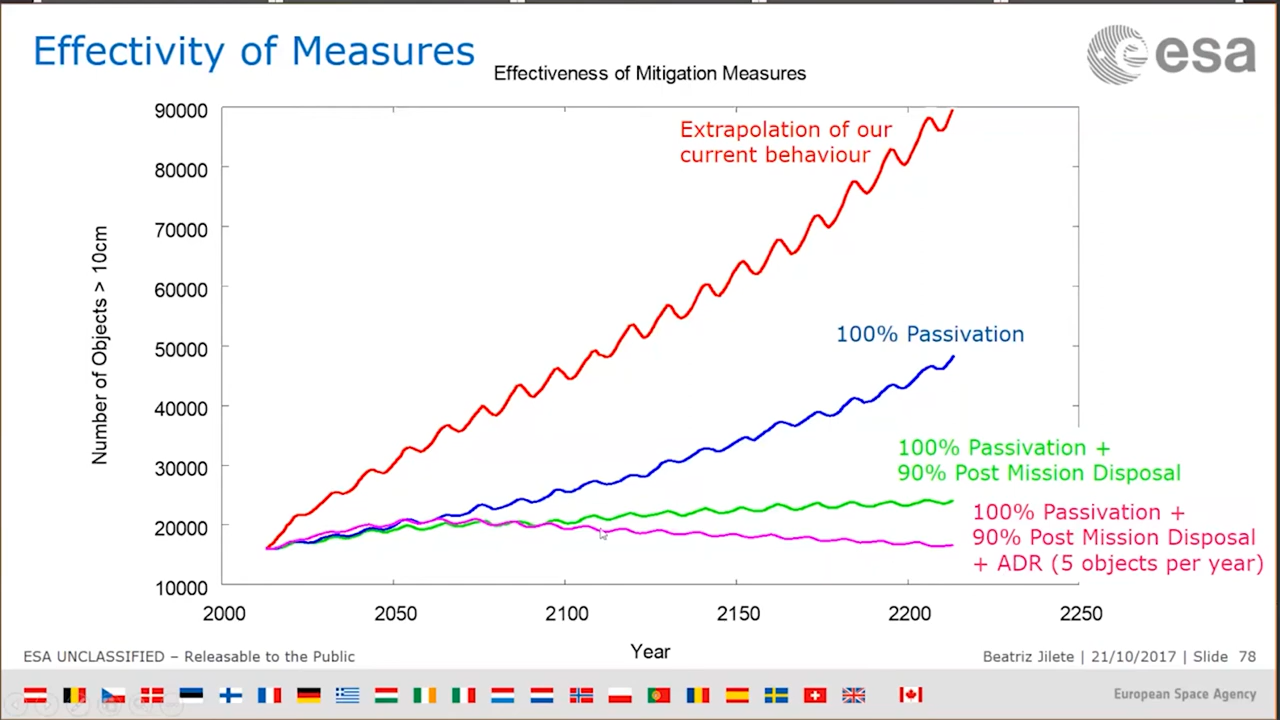 Effectivity of Measures
esa
Effectiveness of Mitigation Measures
90000
80000
70000
60000
50000
40000
30000
20000
10000
Number of Objects > 10cm
Extrapolation of our
current behaviour
100% Passivation
100% Passivation +
90% Post Mission Disposal
100% Passivation +
90% Post Mission Disposal
+ ADR (5 objects per year)
2000 2050 2100 2150 2200 2250
Year
ESA UNCLASSIFIED – Releasable to the Public
Beatriz Jilete | 21/10/2017 | Slide 78
European Space Agency